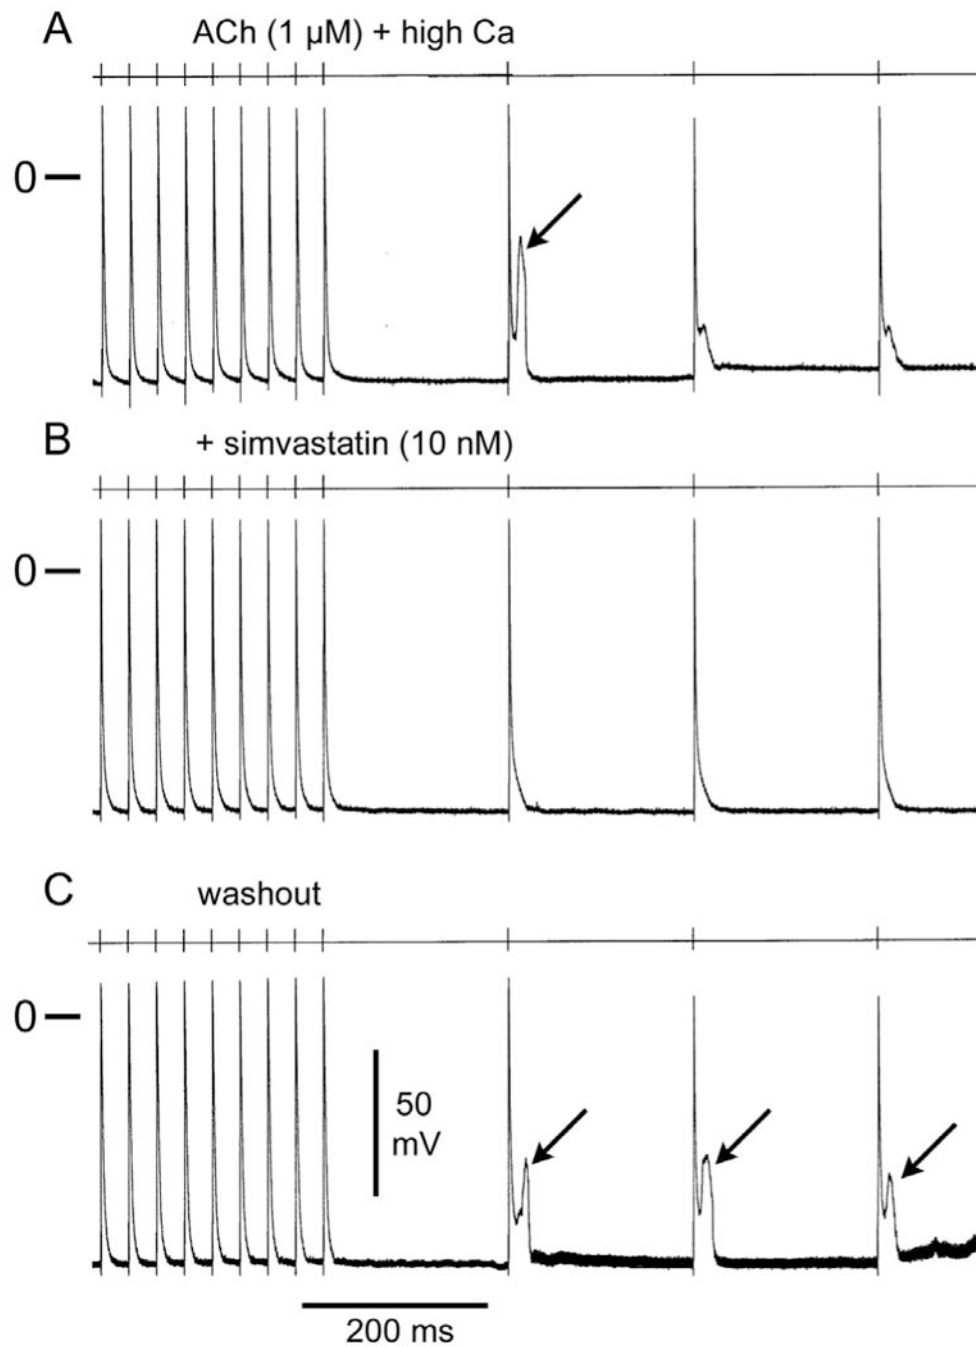 A
ACh (1 µM) + high Ca
0
B
+ simvastatin (10 nM)
0
C
washout
0
50
mV
200 ms